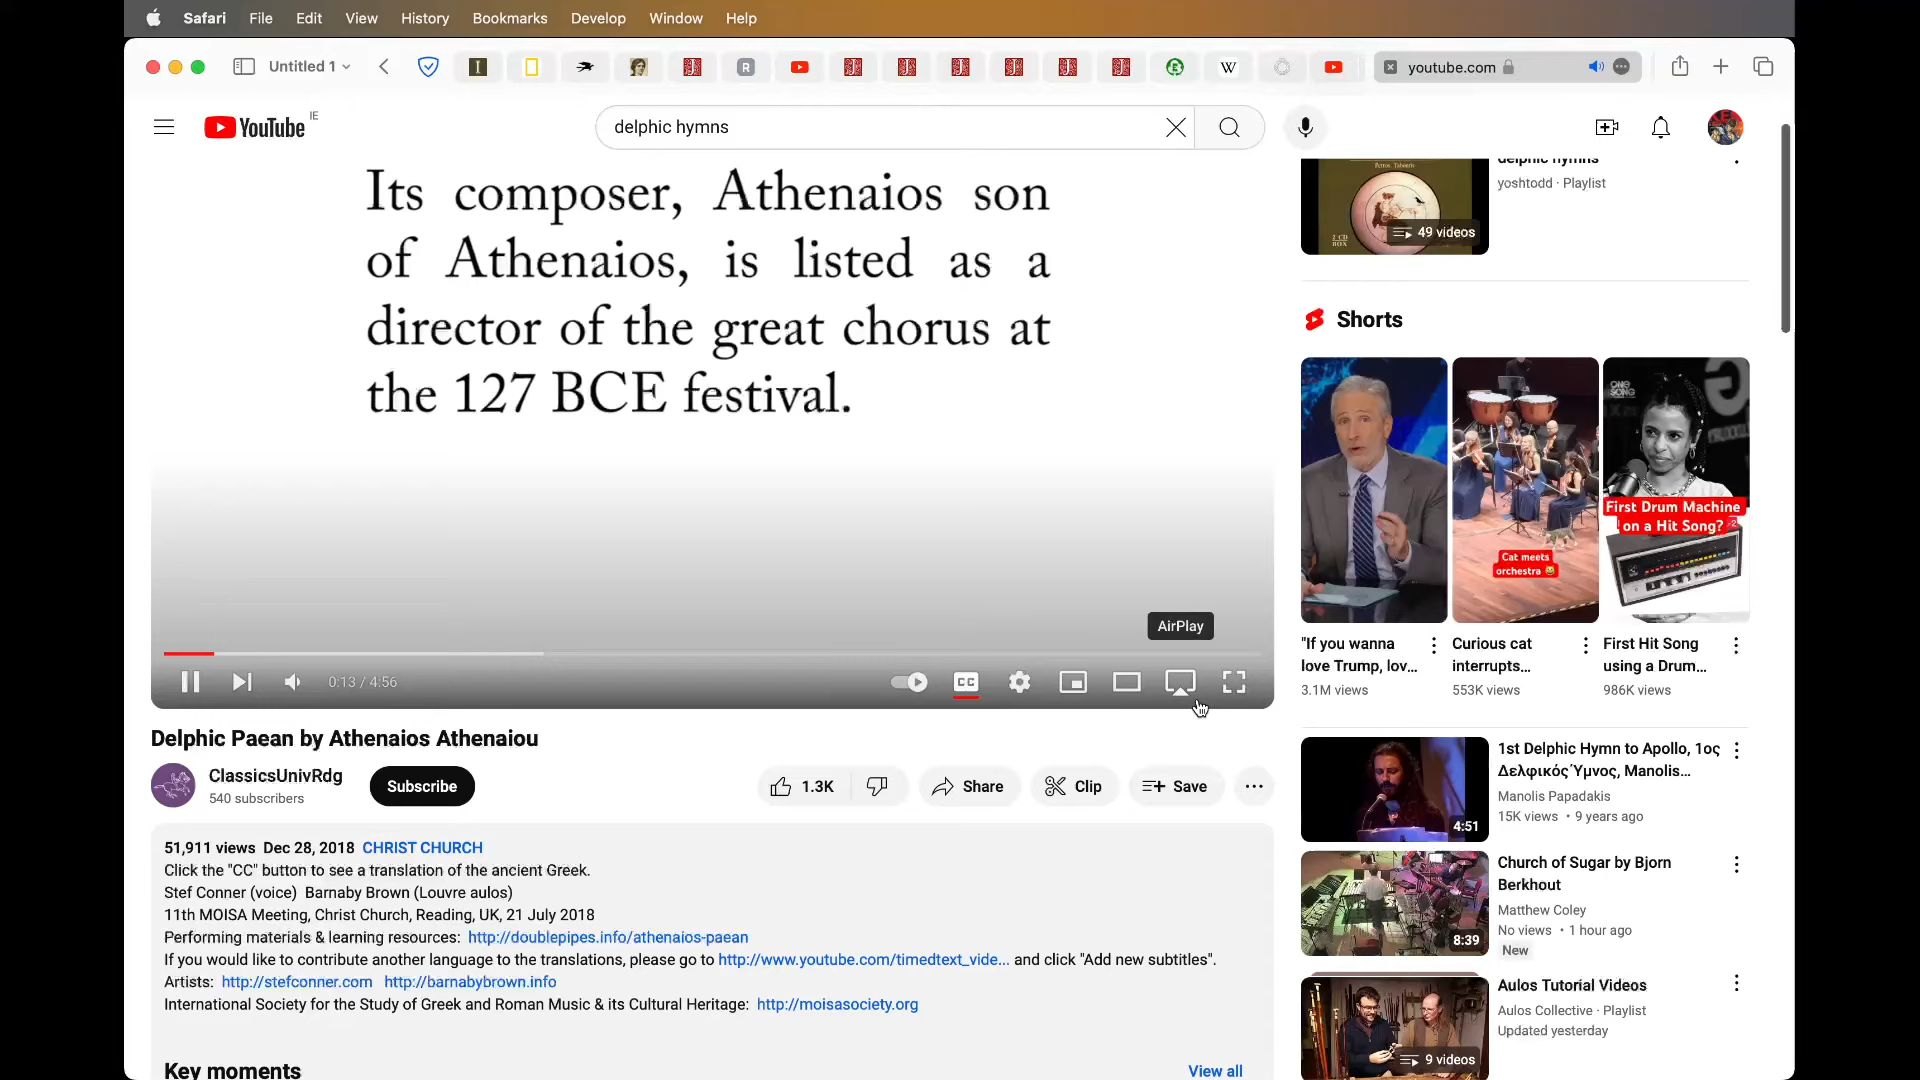 Safari File Edit View History Bookmarks Develop Window Help
Untitled 1
youtube.com
YouTube IE
delphic hymns
Its composer, Athenaios son
of Athenaios, is listed as a
director of the great chorus at
the 127 BCE festival.
AirPlay
0:13 / 4:56
CC
Delphic Paean by Athenaios Athenaiou
ClassicsUnivRdg
540 subscribers
Subscribe
1.3K
Share
Clip
Save
51,911 views Dec 28, 2018 CHRIST CHURCH
Click the "CC" button to see a translation of the ancient Greek.
Stef Conner (voice) Barnaby Brown (Louvre aulos)
11th MOISA Meeting, Christ Church, Reading, UK, 21 July 2018
Performing materials & learning resources: http://doublepipes.info/athenaios-paean
If you would like to contribute another language to the translations, please go to http://www.youtube.com/timedtext_vide... and click "Add new subtitles".
Artists: http://stefconner.com http://barnabybrown.info
International Society for the Study of Greek and Roman Music & its Cultural Heritage: http://moisasociety.org
Key moments
View all
delphic hymns
yoshtodd · Playlist
2 CD
BOX
49 videos
Shorts
ONE
SONG
First Drum Machine
on a Hit Song?
Cat meets
orchestra
"If you wanna
love Trump, lov...
3.1M views
Curious cat
interrupts...
553K views
First Hit Song
using a Drum...
986K views
1st Delphic Hymn to Apollo, 1ος
Δελφικός Ύμνος, Manolis...
Manolis Papadakis
15K views • 9 years ago
4:51
Church of Sugar by Bjorn
Berkhout
Matthew Coley
No views • 1 hour ago
New
8:39
Aulos Tutorial Videos
Aulos Collective · Playlist
Updated yesterday
9 videos